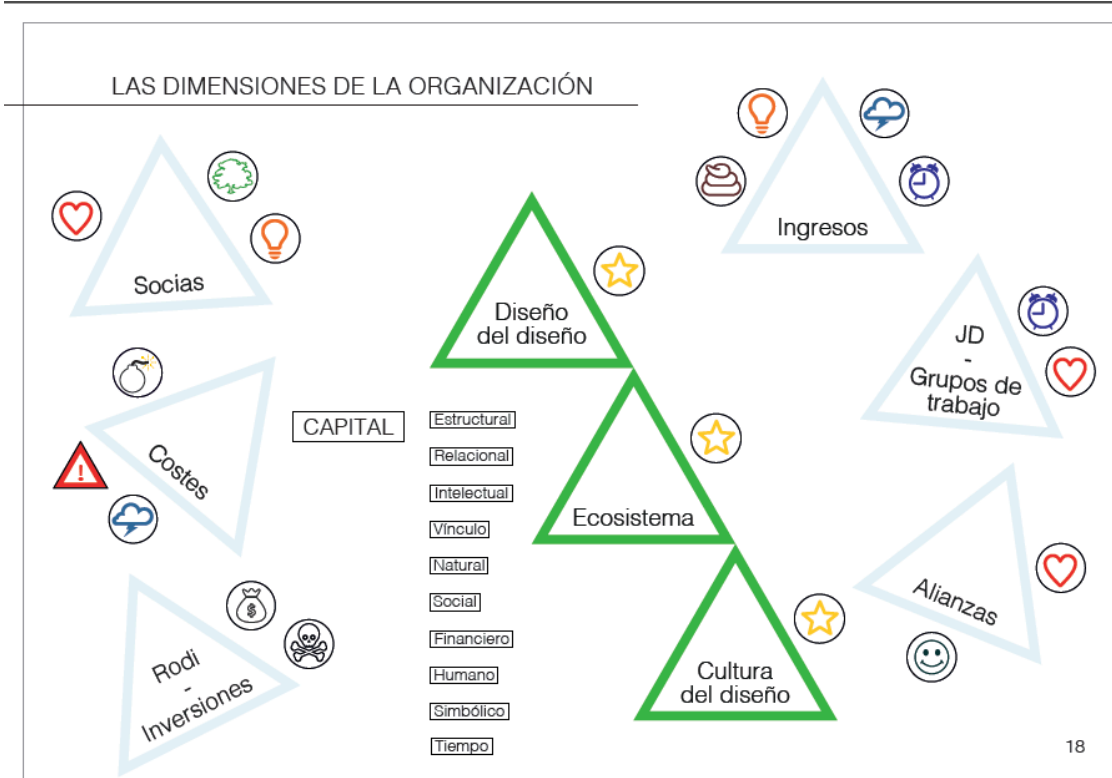 LAS DIMENSIONES DE LA ORGANIZACIÓN
Socias
Costes
Rodi
-
Inversiones
CAPITAL
Estructural
Relacional
Intelectual
Vínculo
Natural
Social
Financiero
Humano
Simbólico
Tiempo
Diseño
del diseño
Ecosistema
Cultura
del diseño
Ingresos
JD
-
Grupos de
trabajo
Alianzas
18